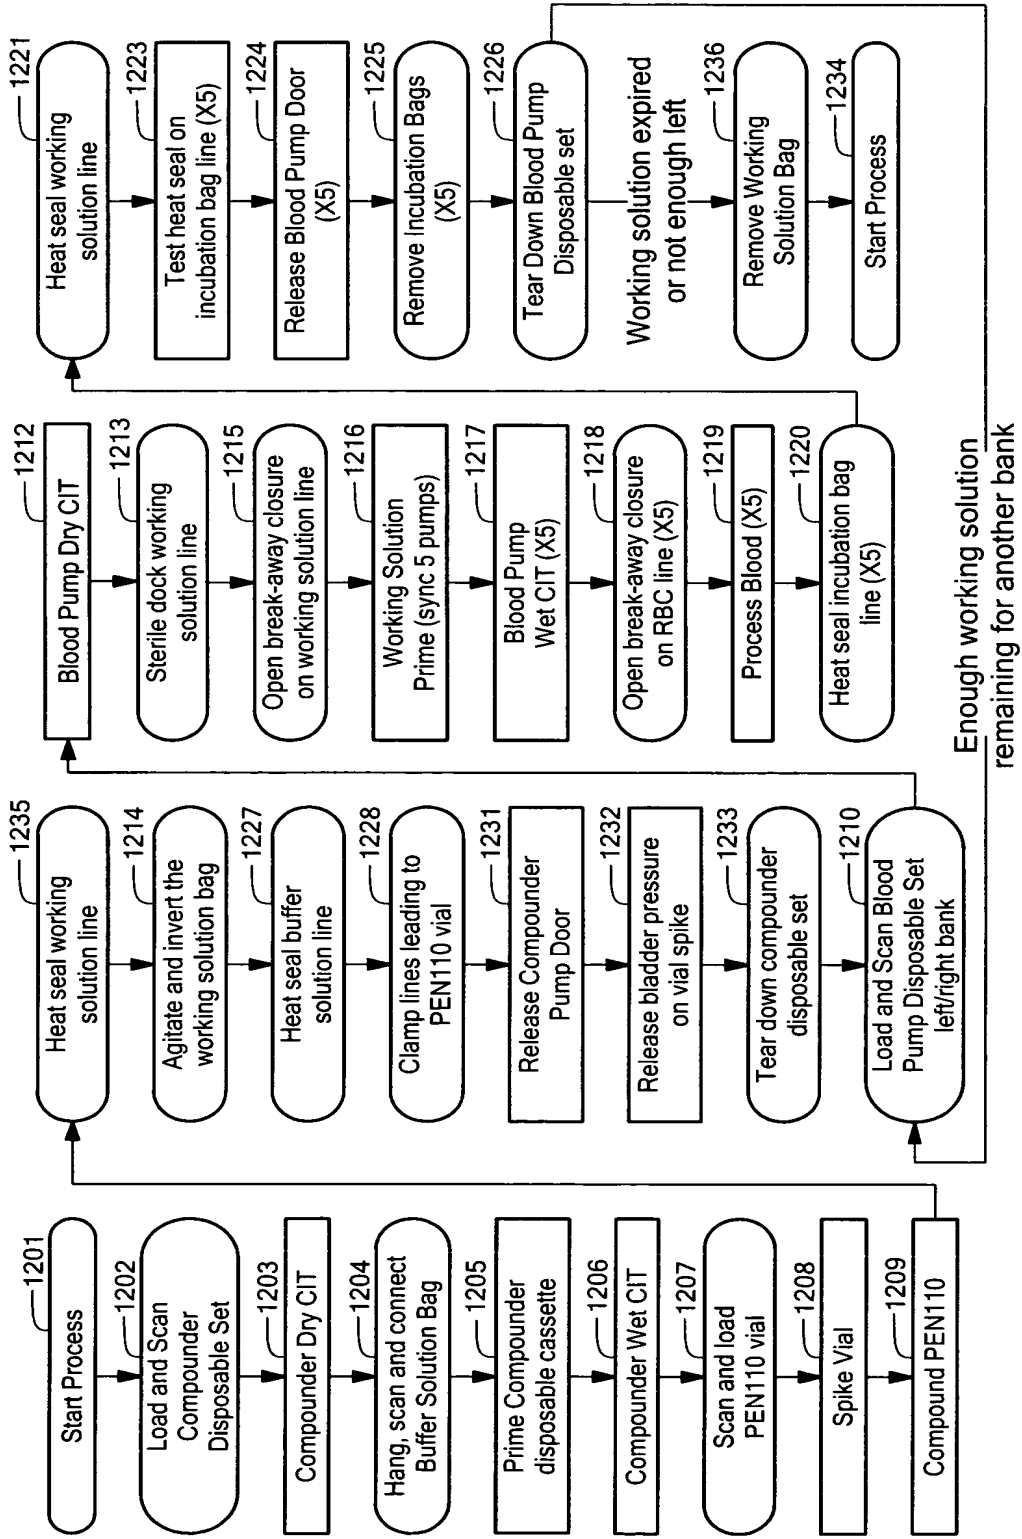 1201
Start Process
1202
Load and Scan
Compounder
Disposable Set
1203
Compounder Dry CIT
1204
Hang, scan and connect
Buffer Solution Bag
1205
Prime Compounder
disposable cassette
1206
Compounder Wet CIT
1207
Scan and load
PEN110 vial
1208
Spike Vial
1209
Compound PEN110
1235
Heat seal working
solution line
1214
Agitate and invert the
working solution bag
1227
Heat seal buffer
solution line
1228
Clamp lines leading to
PEN110 vial
1231
Release Compounder
Pump Door
1232
Release bladder pressure
on vial spike
1233
Tear down compounder
disposable set
1210
Load and Scan Blood
Pump Disposable Set
left/right bank
1212
Blood Pump Dry CIT
1213
Sterile dock working
solution line
1215
Open break-away closure
on working solution line
1216
Working Solution
Prime (sync 5 pumps)
1217
Blood Pump
Wet CIT (X5)
1218
Open break-away closure
on RBC line (X5)
1219
Process Blood (X5)
1220
Heat seal incubation bag
line (X5)
1221
Heat seal working
solution line
1223
Test heat seal on
incubation bag line (X5)
1224
Release Blood Pump Door
(X5)
1225
Remove Incubation Bags
(X5)
1226
Tear Down Blood Pump
Disposable set
Working solution expired
or not enough left
1236
Remove Working
Solution Bag
1234
Start Process
Enough working solution
remaining for another bank